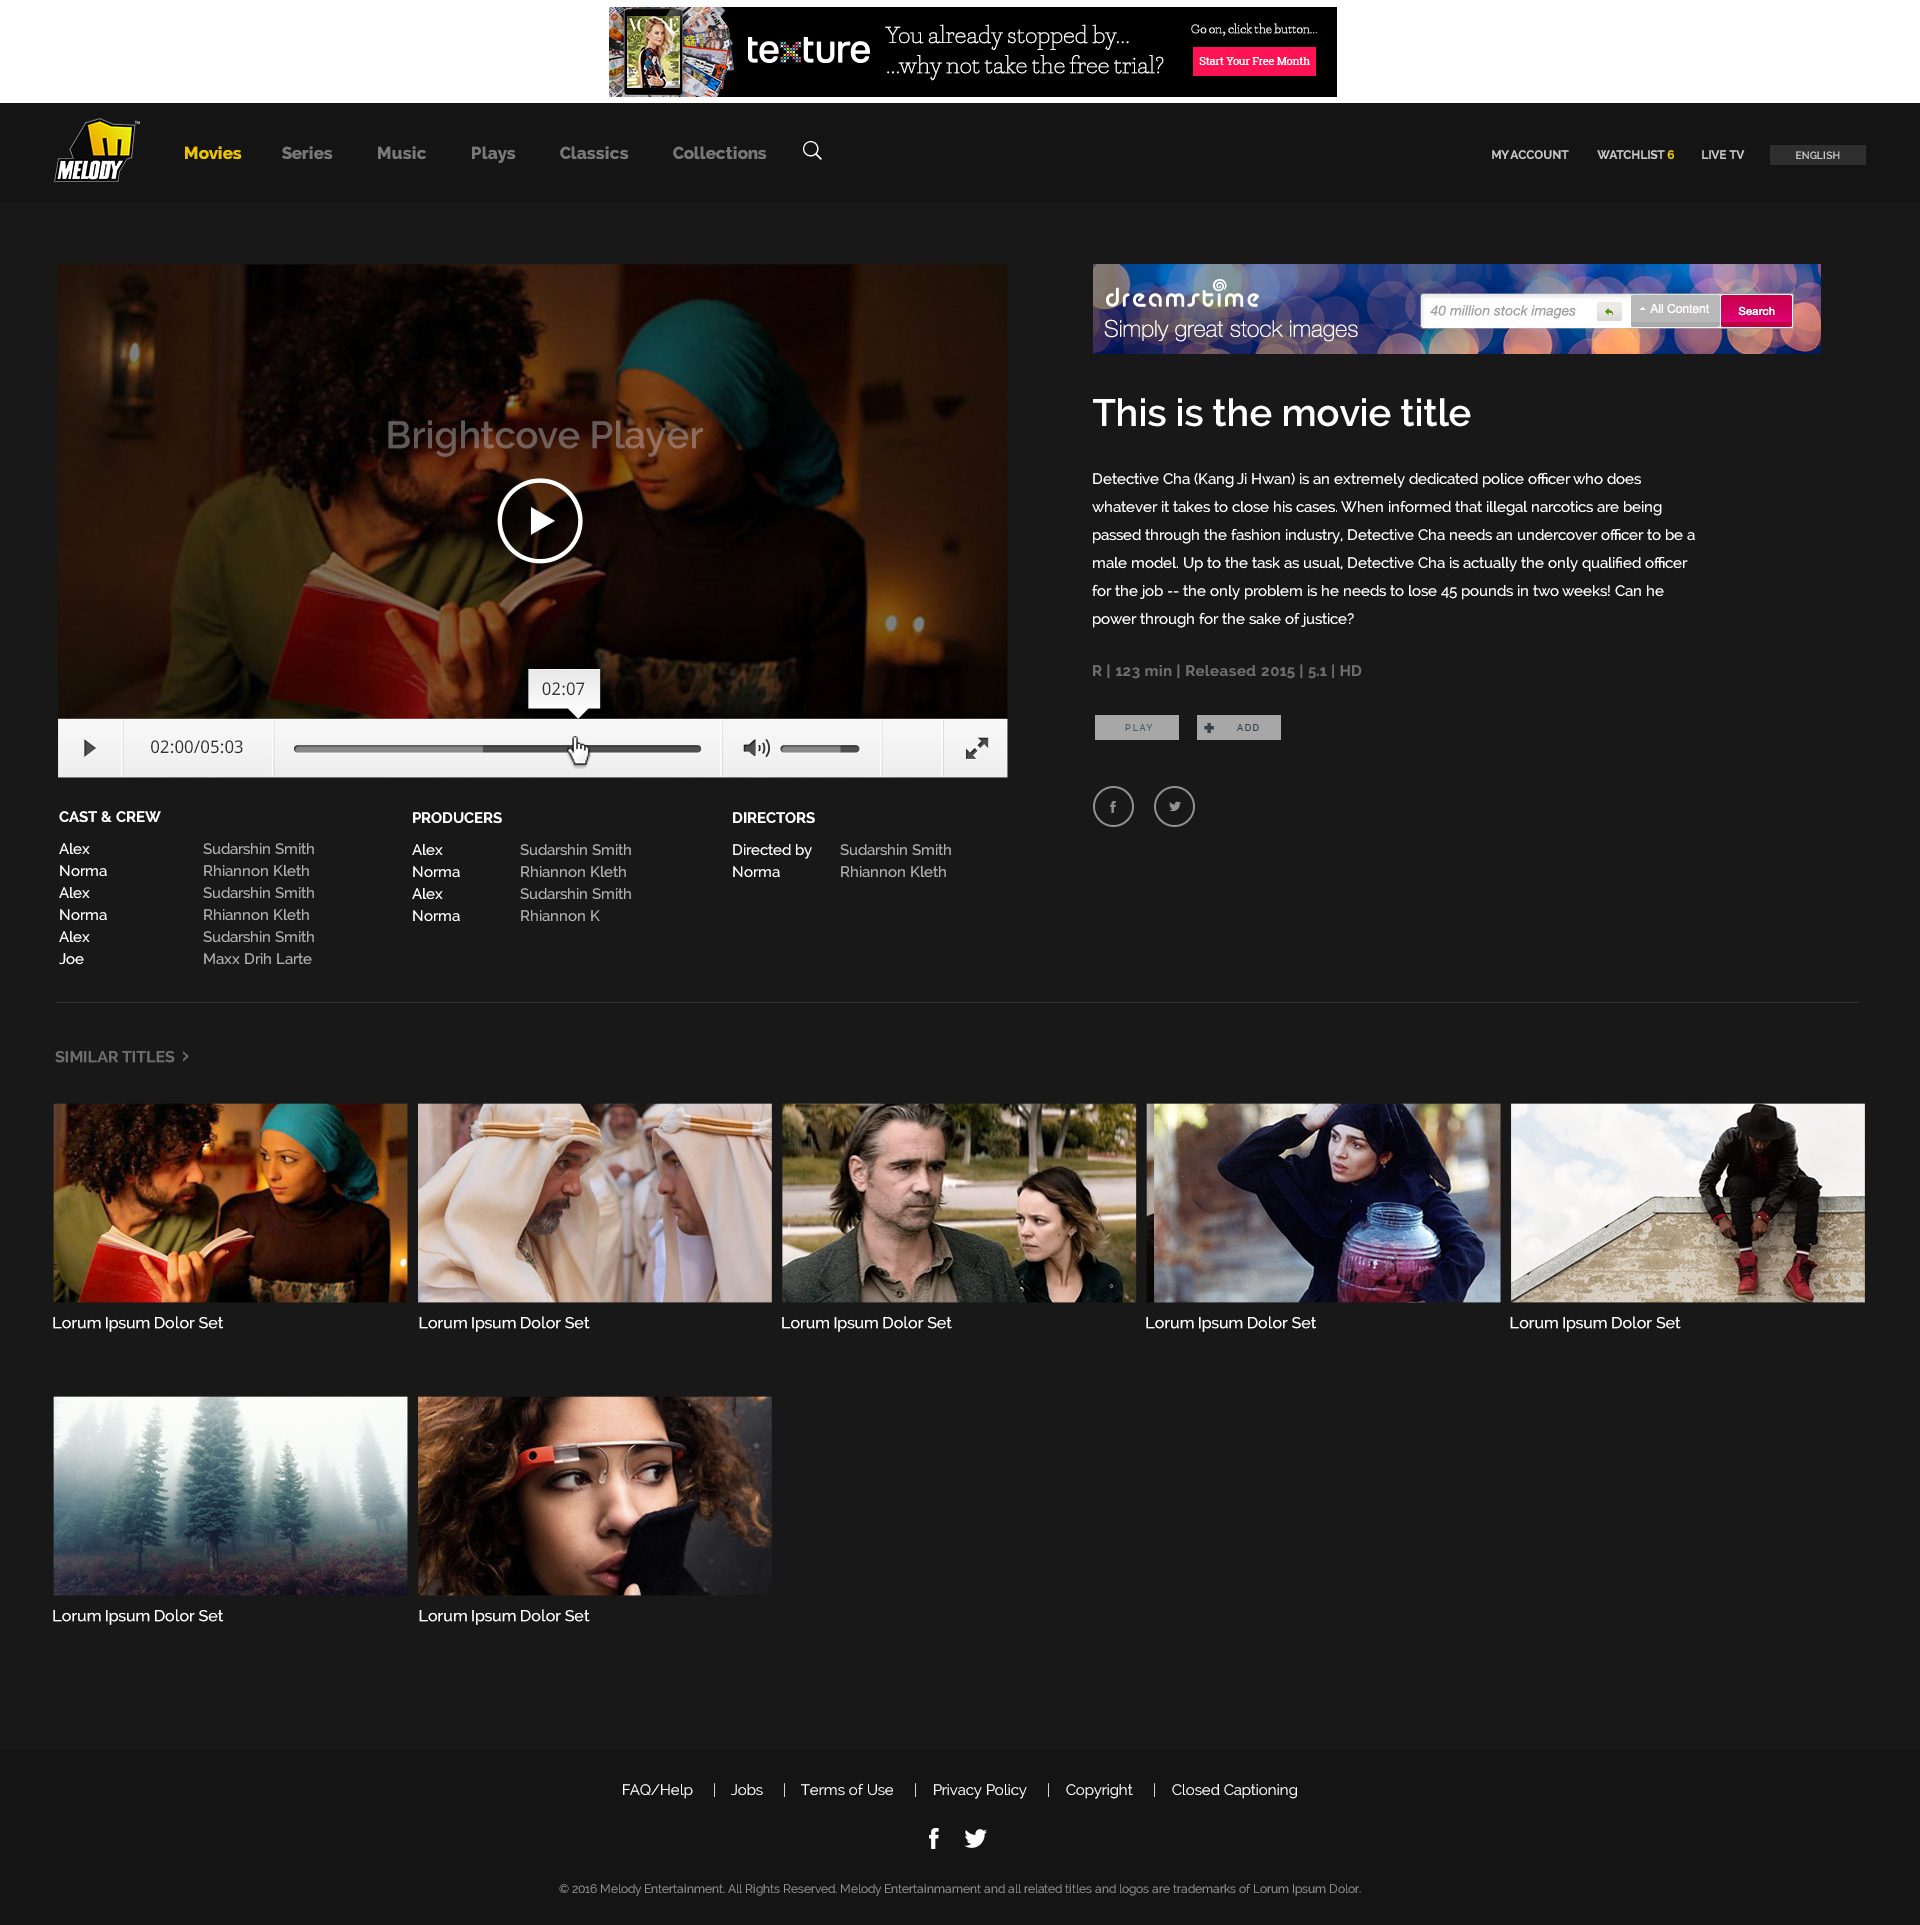 VOGUE
texture
You already stopped by...
...why not take the free trial?
Go on, click the button...
Start Your Free Month
MELODY
TM
Movies
Series
Music
Plays
Classics
Collections
MY ACCOUNT
WATCHLIST 6
LIVE TV
ENGLISH
Brightcove Player
02:07
02:00/05:03
dreamstime
Simply great stock images
40 million stock images
All Content
Search
This is the movie title
Detective Cha (Kang Ji Hwan) is an extremely dedicated police officer who does
whatever it takes to close his cases. When informed that illegal narcotics are being
passed through the fashion industry, Detective Cha needs an undercover officer to be a
male model. Up to the task as usual, Detective Cha is actually the only qualified officer
for the job -- the only problem is he needs to lose 45 pounds in two weeks! Can he
power through for the sake of justice?
R | 123 min | Released 2015 | 5.1 | HD
PLAY
ADD
CAST & CREW
Alex Sudarshin Smith
Norma Rhiannon Kleth
Alex Sudarshin Smith
Norma Rhiannon Kleth
Alex Sudarshin Smith
Joe Maxx Drih Larte
PRODUCERS
Alex Sudarshin Smith
Norma Rhiannon Kleth
Alex Sudarshin Smith
Norma Rhiannon K
DIRECTORS
Directed by Sudarshin Smith
Norma Rhiannon Kleth
SIMILAR TITLES >
Lorum Ipsum Dolor Set
Lorum Ipsum Dolor Set
Lorum Ipsum Dolor Set
Lorum Ipsum Dolor Set
Lorum Ipsum Dolor Set
Lorum Ipsum Dolor Set
Lorum Ipsum Dolor Set
FAQ/Help | Jobs | Terms of Use | Privacy Policy | Copyright | Closed Captioning
© 2016 Melody Entertainment. All Rights Reserved. Melody Entertainmament and all related titles and logos are trademarks of Lorum Ipsum Dolor.